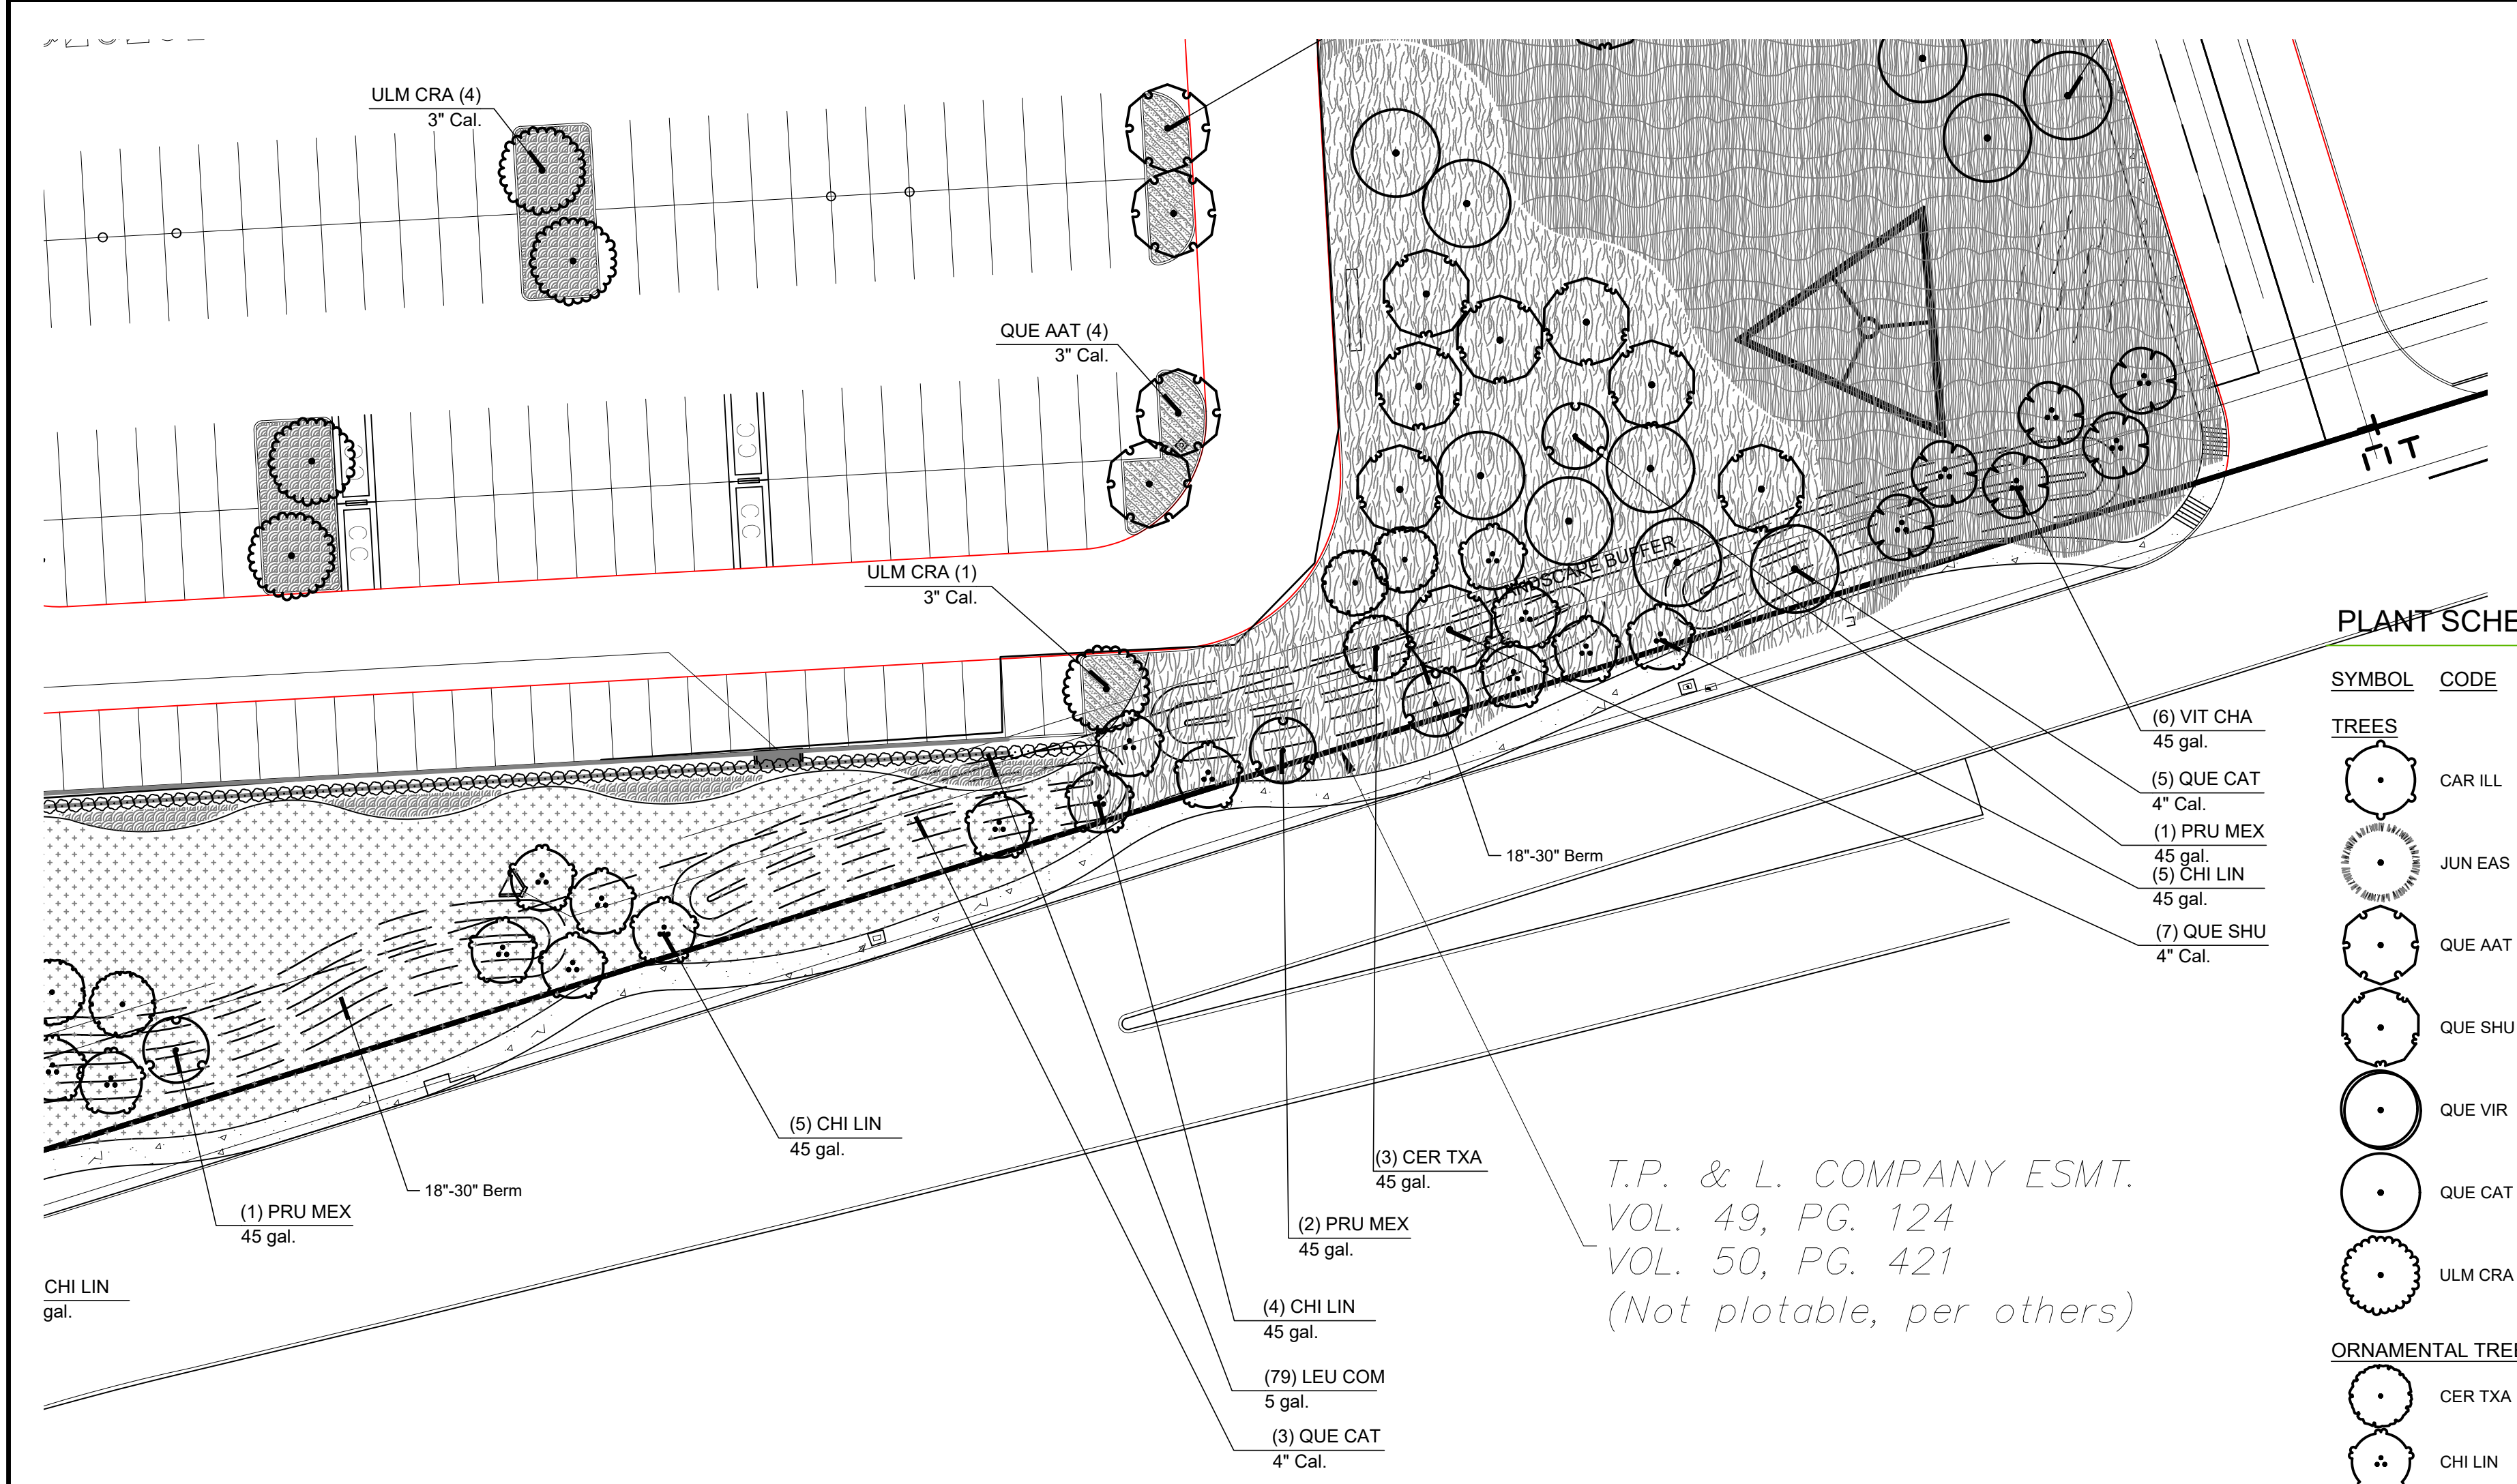 ULM CRA (4)
3" Cal.
QUE AAT (4)
3" Cal.
CC
CC
CC
CC
ULM CRA (1)
3" Cal.
LANDSCAPE BUFFER
PLANT SCHE
SYMBOL CODE
TREES
CAR ILL
JUN EAS
QUE AAT
QUE SHU
QUE VIR
QUE CAT
ULM CRA
ORNAMENTAL TREE
CER TXA
CHI LIN
(6) VIT CHA
45 gal.
(5) QUE CAT
4" Cal.
(1) PRU MEX
45 gal.
(5) CHI LIN
45 gal.
(7) QUE SHU
4" Cal.
18"-30" Berm
(5) CHI LIN
45 gal.
18"-30" Berm
(1) PRU MEX
45 gal.
CHI LIN
gal.
(3) CER TXA
45 gal.
(2) PRU MEX
45 gal.
(4) CHI LIN
45 gal.
(79) LEU COM
5 gal.
(3) QUE CAT
4" Cal.
T.P. & L. COMPANY ESMT.
VOL. 49, PG. 124
VOL. 50, PG. 421
(Not plotable, per others)